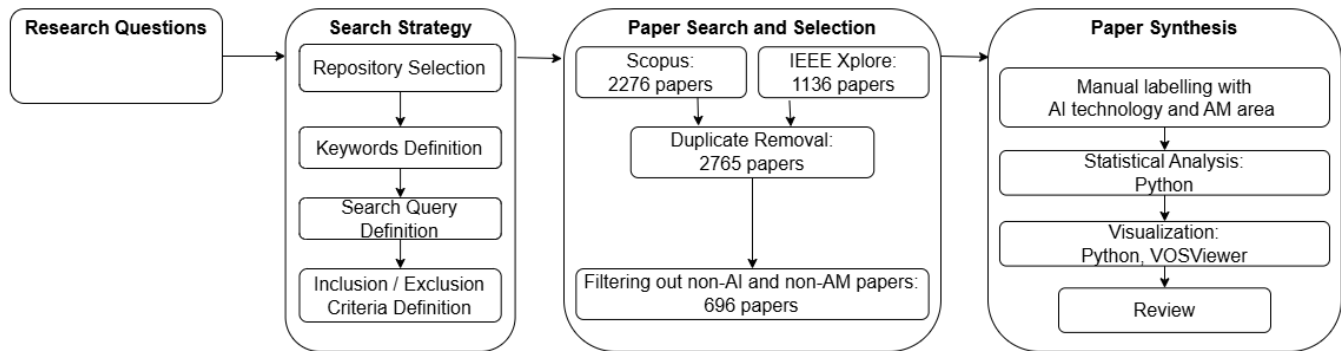 Research Questions
Search Strategy
Repository Selection
Keywords Definition
Search Query
Definition
Inclusion / Exclusion
Criteria Definition
Paper Search and Selection
Scopus:
2276 papers
IEEE Xplore:
1136 papers
Duplicate Removal:
2765 papers
Filtering out non-AI and non-AM papers:
696 papers
Paper Synthesis
Manual labelling with
AI technology and AM area
Statistical Analysis:
Python
Visualization:
Python, VOSViewer
Review